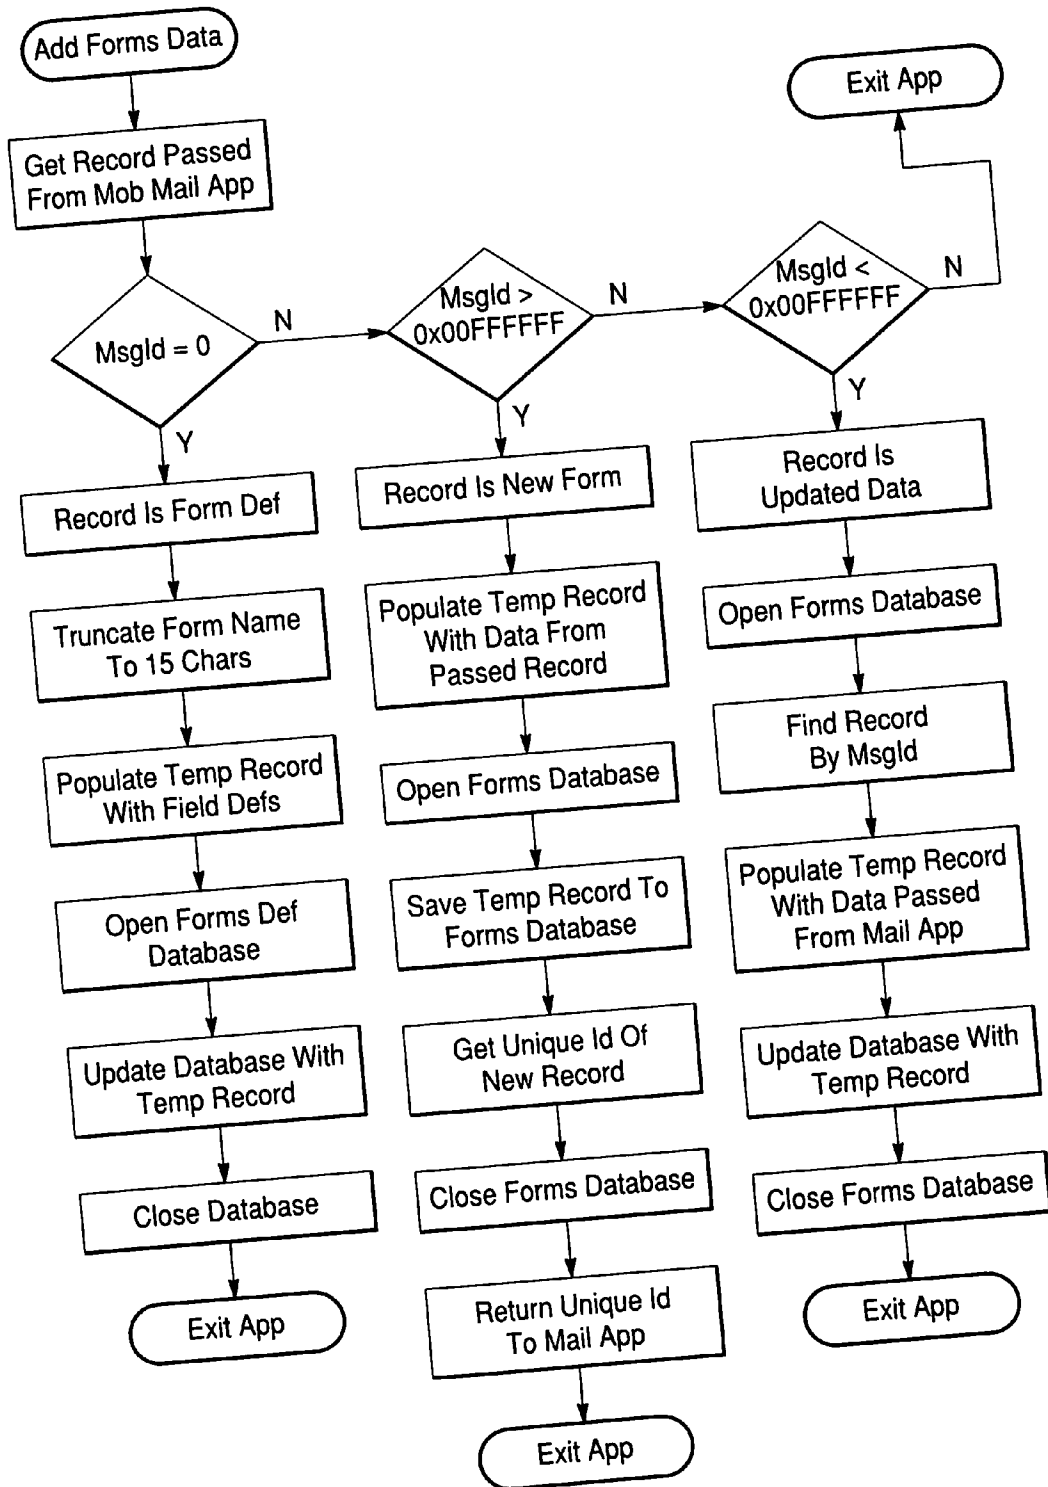 Add Forms Data
Exit App
Get Record Passed
From Mob Mail App
MsgId = 0
N
Y
MsgId >
0x00FFFFFF
N
Y
MsgId <
0x00FFFFFF
N
Y
Record Is Form Def
Truncate Form Name
To 15 Chars
Populate Temp Record
With Field Defs
Open Forms Def
Database
Update Database With
Temp Record
Close Database
Exit App
Record Is New Form
Populate Temp Record
With Data From
Passed Record
Open Forms Database
Save Temp Record To
Forms Database
Get Unique Id Of
New Record
Close Forms Database
Return Unique Id
To Mail App
Exit App
Record Is
Updated Data
Open Forms Database
Find Record
By MsgId
Populate Temp Record
With Data Passed
From Mail App
Update Database With
Temp Record
Close Forms Database
Exit App